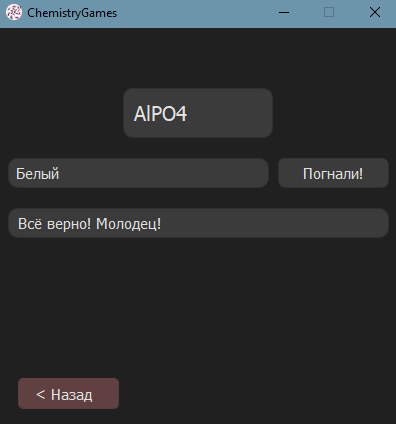 ChemistryGames
AlPO4
Белый
Погнали!
Всё верно! Молодец!
< Назад